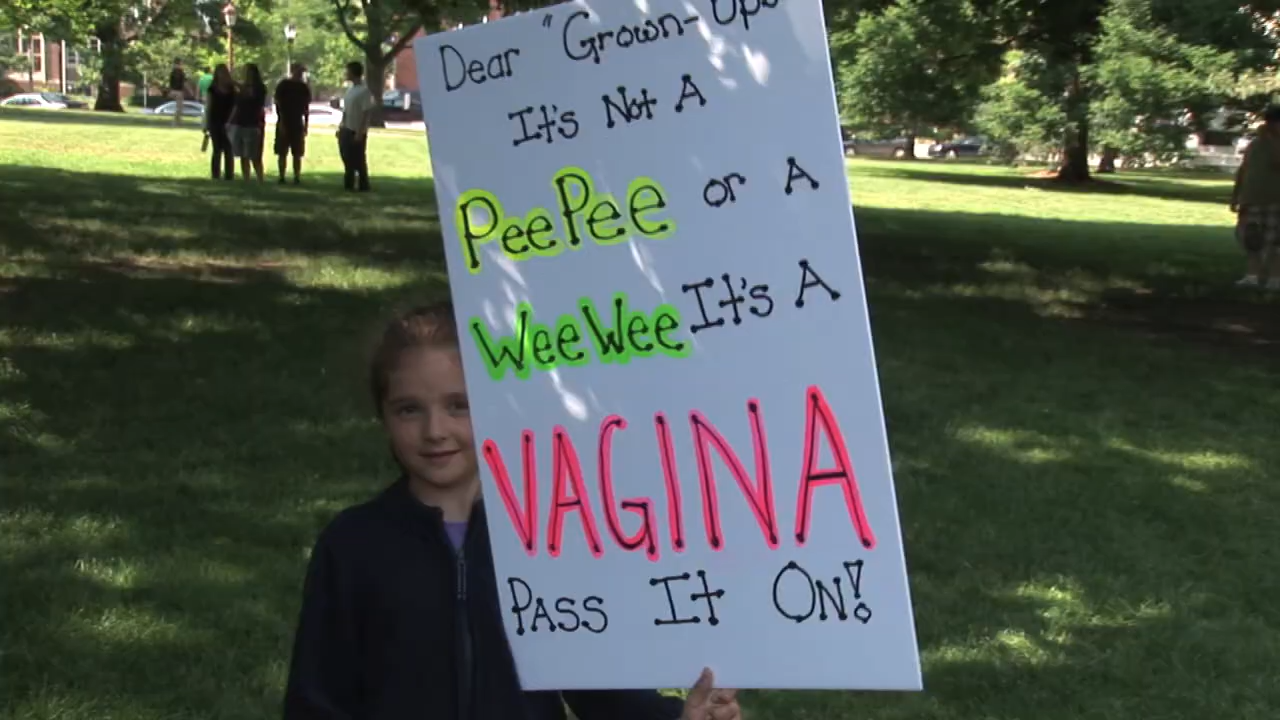 Dear "Grown-Ups
It's Not A
PeePee or A
WeeWee It's A
VAGINA
PASS It ON!